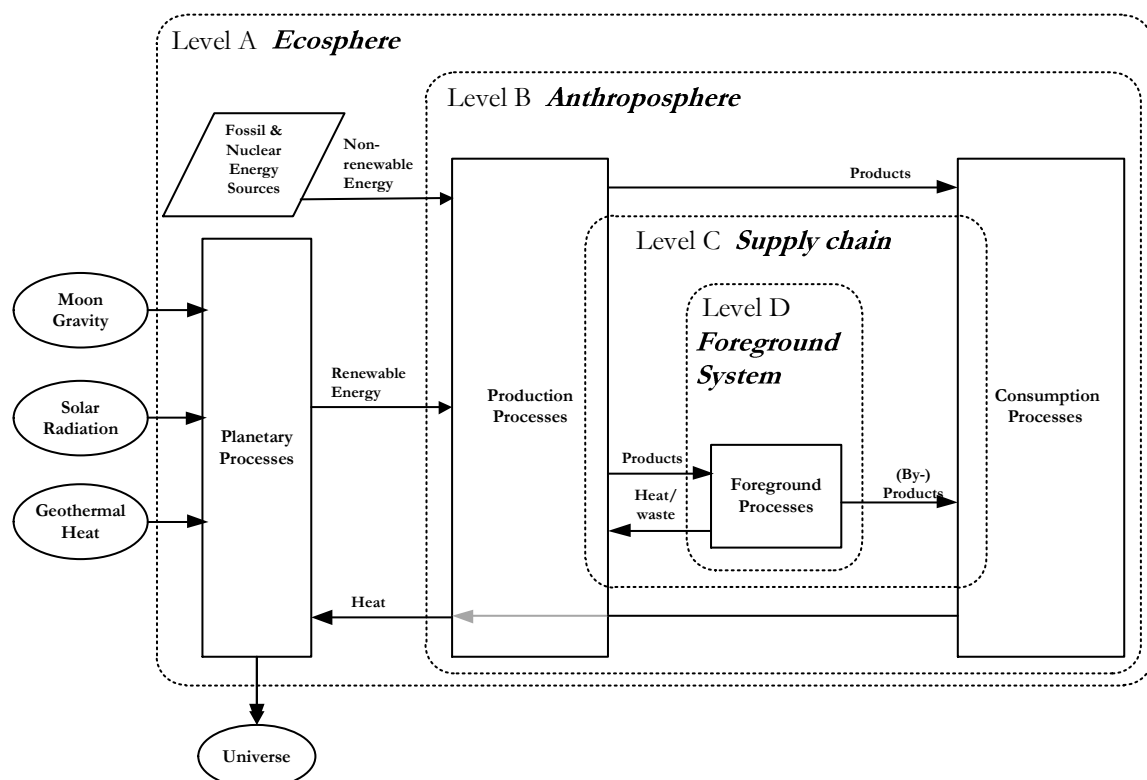 Level A Ecosphere
Level B Anthroposphere
Fossil &
Nuclear
Energy
Sources
Non-
renewable
Energy
Products
Level C Supply chain
Level D
Foreground
System
Moon
Gravity
Solar
Radiation
Geothermal
Heat
Planetary
Processes
Renewable
Energy
Production
Processes
Consumption
Processes
Products
Heat/
waste
Foreground
Processes
(By-)
Products
Heat
Universe